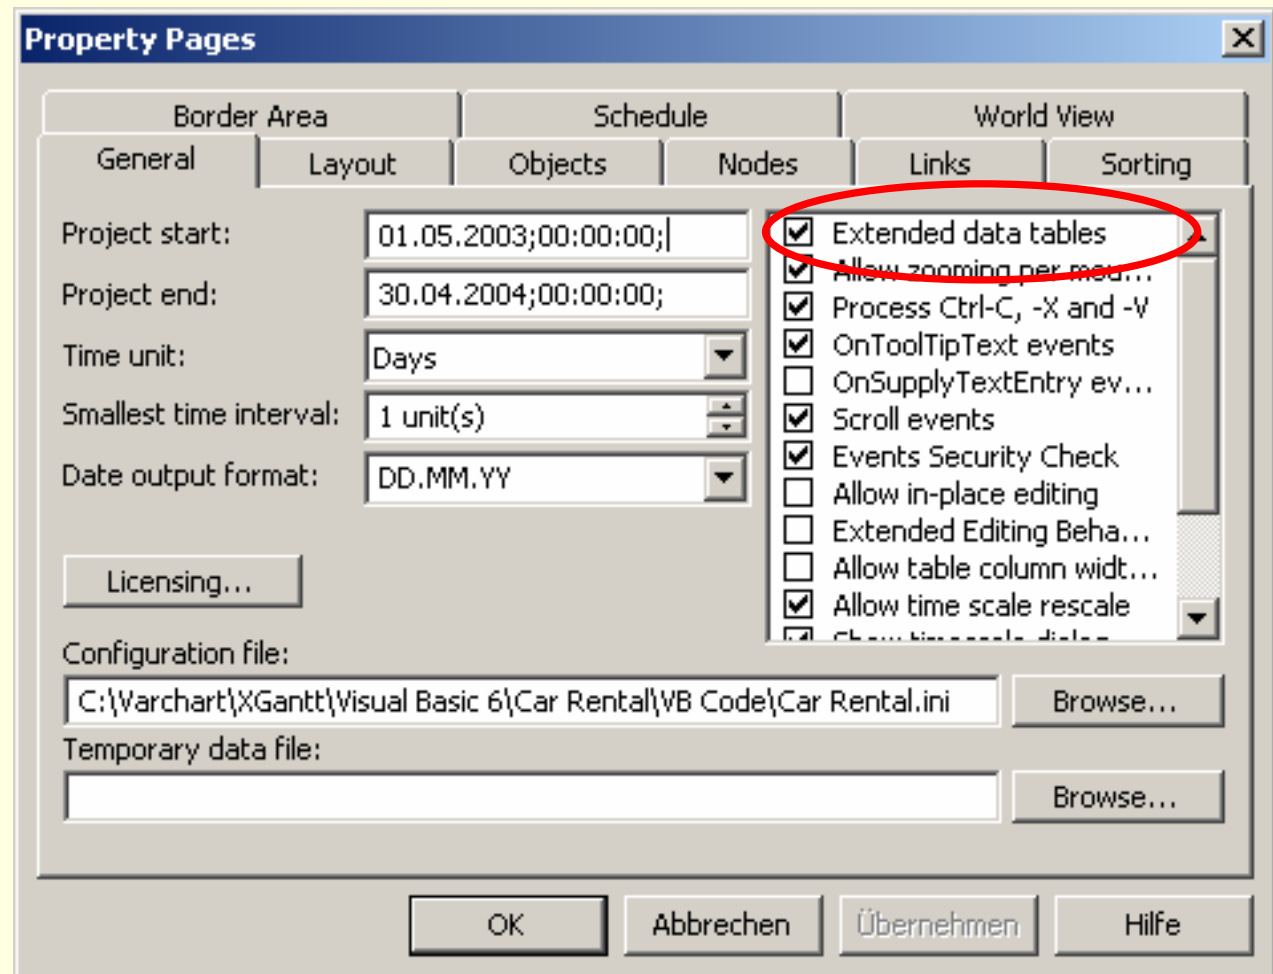 Property Pages
Border Area Schedule World View
General Layout Objects Nodes Links Sorting
Project start: 01.05.2003;00:00:00;
Project end: 30.04.2004;00:00:00;
Time unit: Days
Smallest time interval: 1 unit(s)
Date output format: DD.MM.YY
Extended data tables
Allow zooming per mou...
Process Ctrl-C, -X and -V
OnToolTipText events
OnSupplyTextEntry ev...
Scroll events
Events Security Check
Allow in-place editing
Extended Editing Beha...
Allow table column widt...
Allow time scale rescale
Licensing...
Configuration file:
C:\Varchart\XGantt\Visual Basic 6\Car Rental\VB Code\Car Rental.ini Browse...
Temporary data file:
Browse...
OK Abbrechen Übernehmen Hilfe